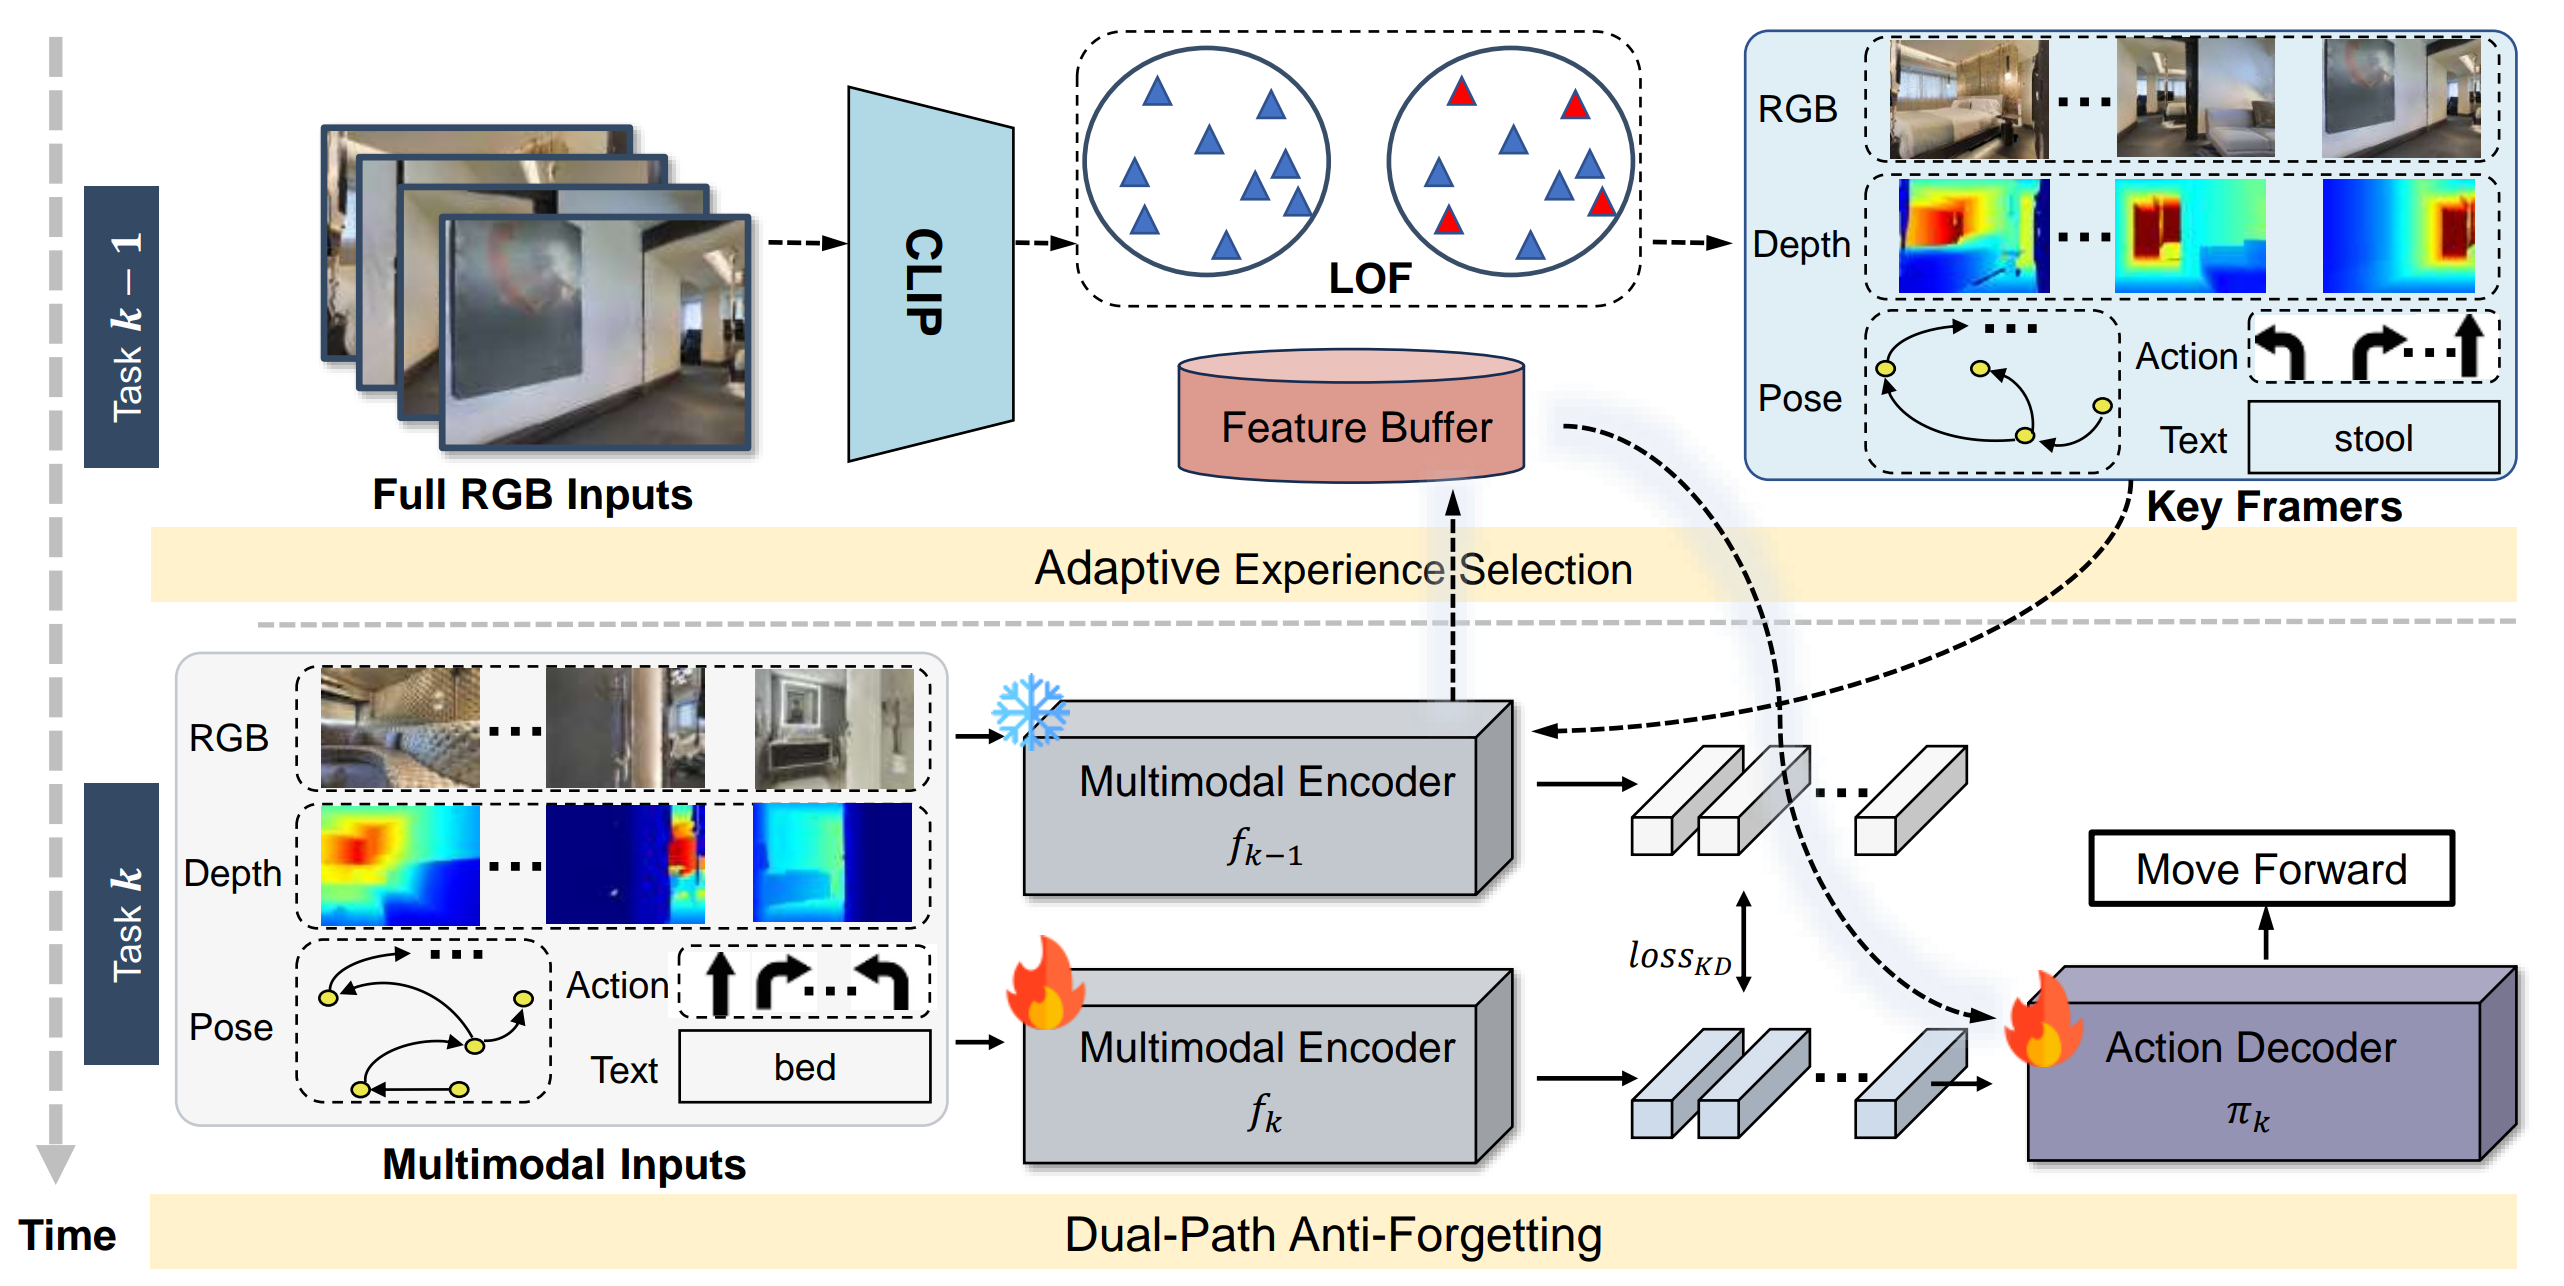 Task k − 1
Full RGB Inputs
CLIP
LOF
Feature Buffer
RGB
Depth
Pose
Action
Text
stool
Key Framers
Adaptive Experience Selection
Task k
RGB
Depth
Pose
Action
Text
bed
Multimodal Inputs
Multimodal Encoder
f_{k−1}
Multimodal Encoder
f_k
loss_{KD}
Move Forward
Action Decoder
π_k
Time
Dual-Path Anti-Forgetting